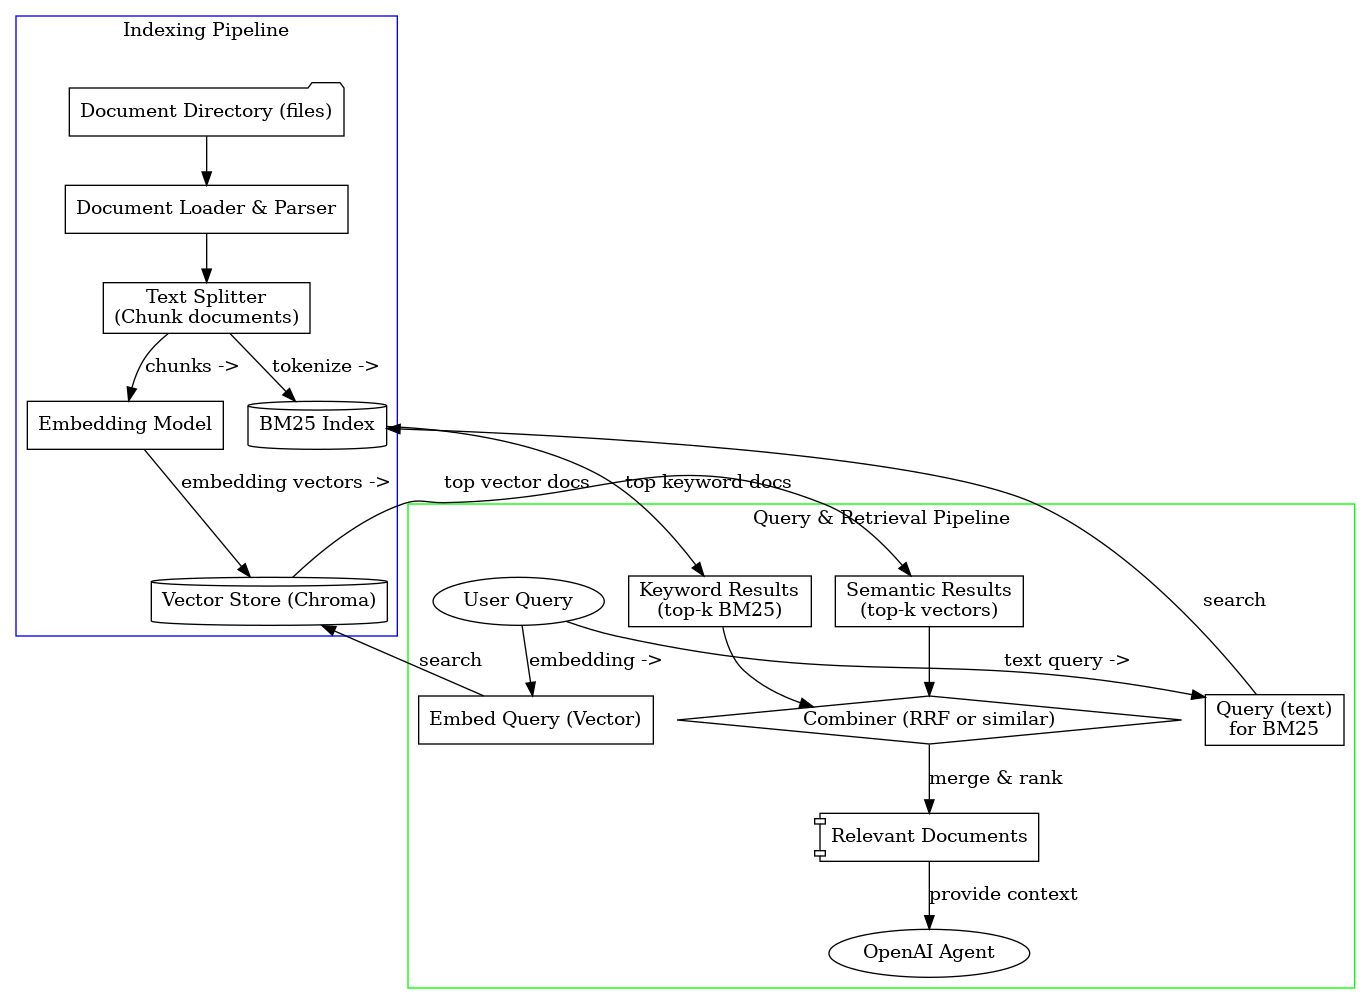 Indexing Pipeline
Document Directory (files)
Document Loader & Parser
Text Splitter
(Chunk documents)
chunks ->
tokenize ->
Embedding Model
BM25 Index
embedding vectors ->
top vector docs
top keyword docs
Vector Store (Chroma)
Query & Retrieval Pipeline
User Query
Keyword Results
(top-k BM25)
Semantic Results
(top-k vectors)
search
search
embedding ->
text query ->
Embed Query (Vector)
Combiner (RRF or similar)
Query (text)
for BM25
merge & rank
Relevant Documents
provide context
OpenAI Agent